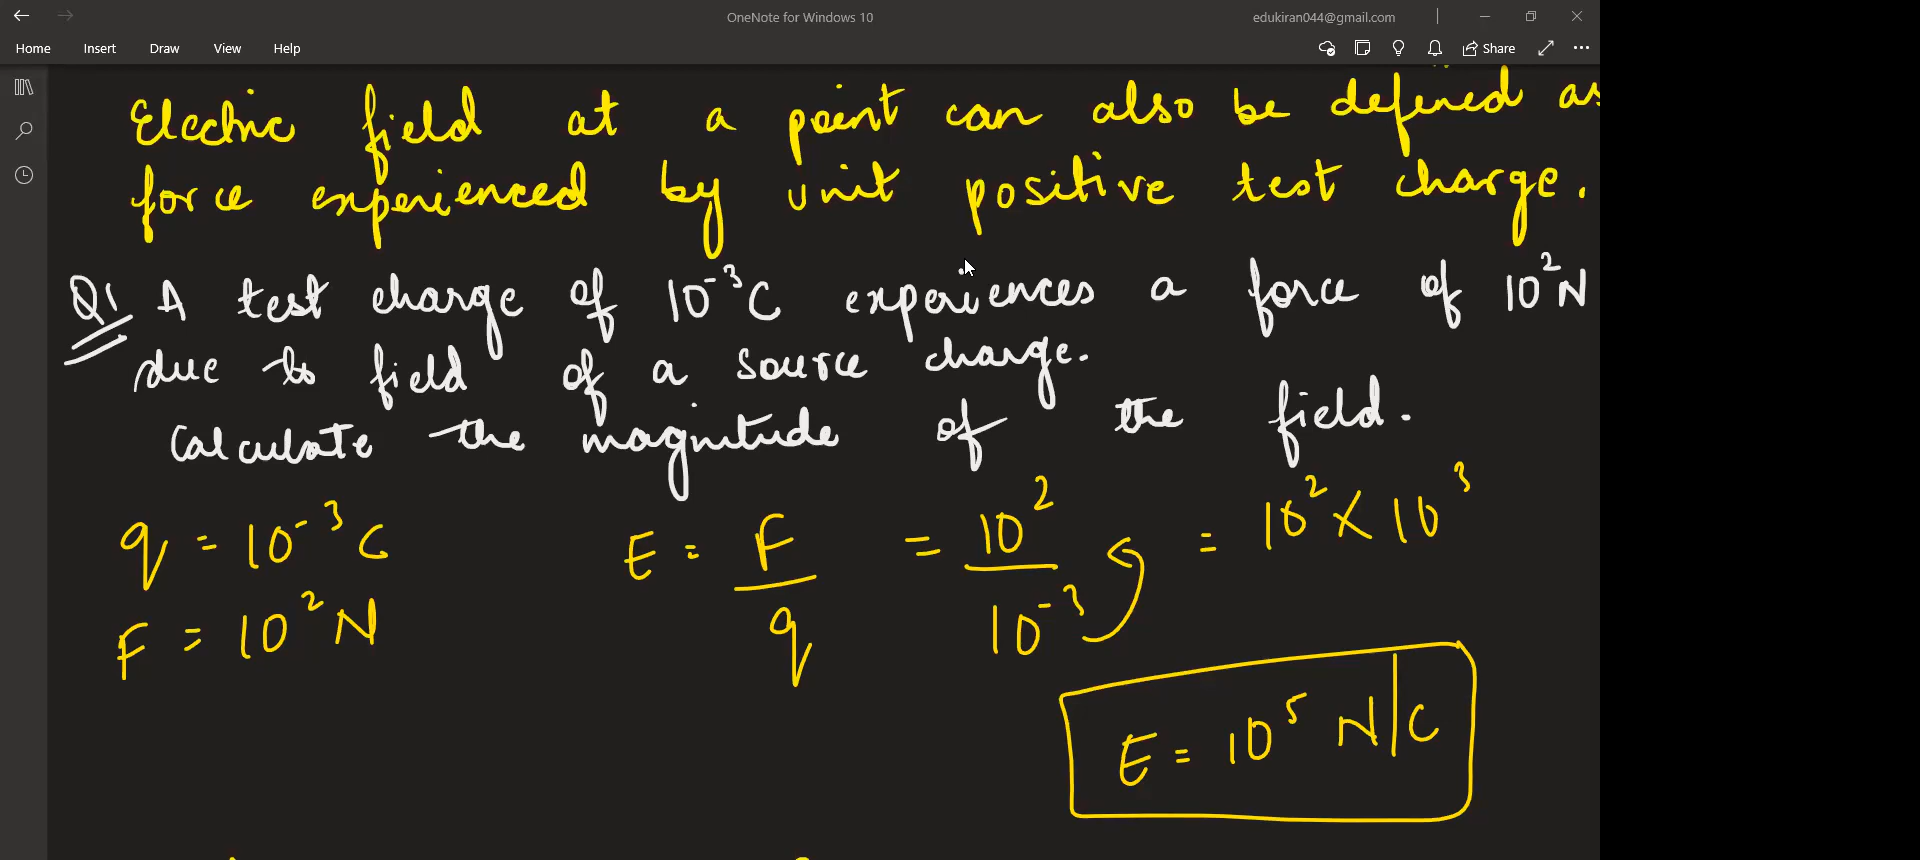 OneNote for Windows 10
edukiran044@gmail.com
Home Insert Draw View Help
Share
Electric field at a point can also be defined as
force experienced by unit positive test charge.
Q1 A test charge of 10⁻³C experiences a force of 10²N
due to field of a source charge.
Calculate the magnitude of the field.
q = 10⁻³ C
F = 10² N
E = F/q = 10²/10⁻³ = 10² × 10³
E = 10⁵ N|C